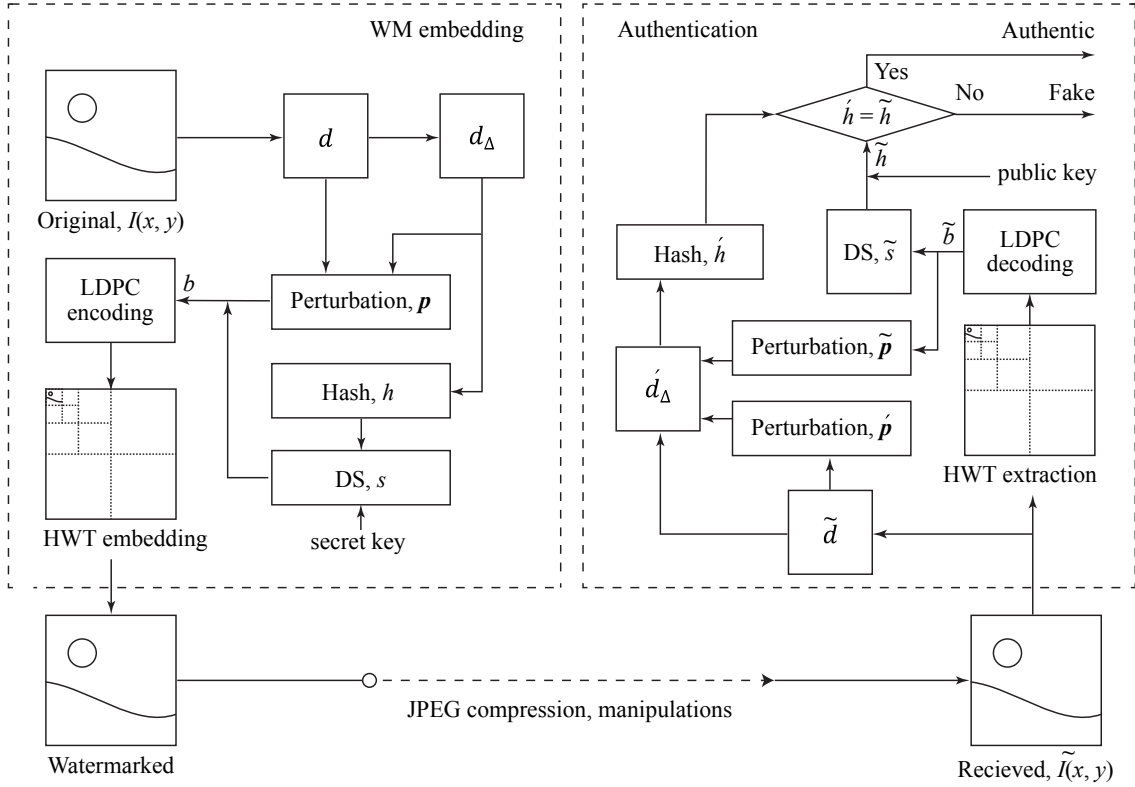 WM embedding
Original, I(x, y)
d
d_Δ
Perturbation, p
b
LDPC
encoding
Hash, h
DS, s
secret key
HWT embedding
Watermarked
JPEG compression, manipulations
Recieved, Ĩ(x, y)
Authentication
Authentic
Yes
No
Fake
h́ = h̃
h̃
public key
Hash, h́
DS, s̃
b̃
LDPC
decoding
Perturbation, p̃
d́_Δ
Perturbation, ṕ
HWT extraction
d̃